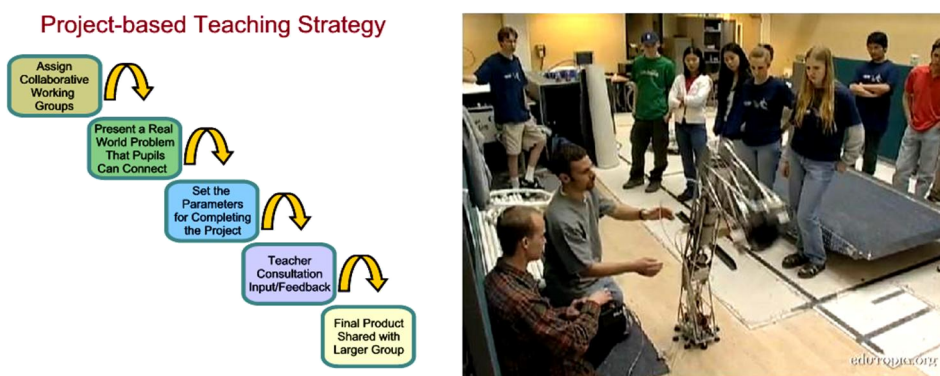 Project-based Teaching Strategy
Assign
Collaborative
Working
Groups
Present a Real
World Problem
That Pupils
Can Connect
Set the
Parameters
for Completing
the Project
Teacher
Consultation
Input/Feedback
Final Product
Shared with
Larger Group
edutopia.org